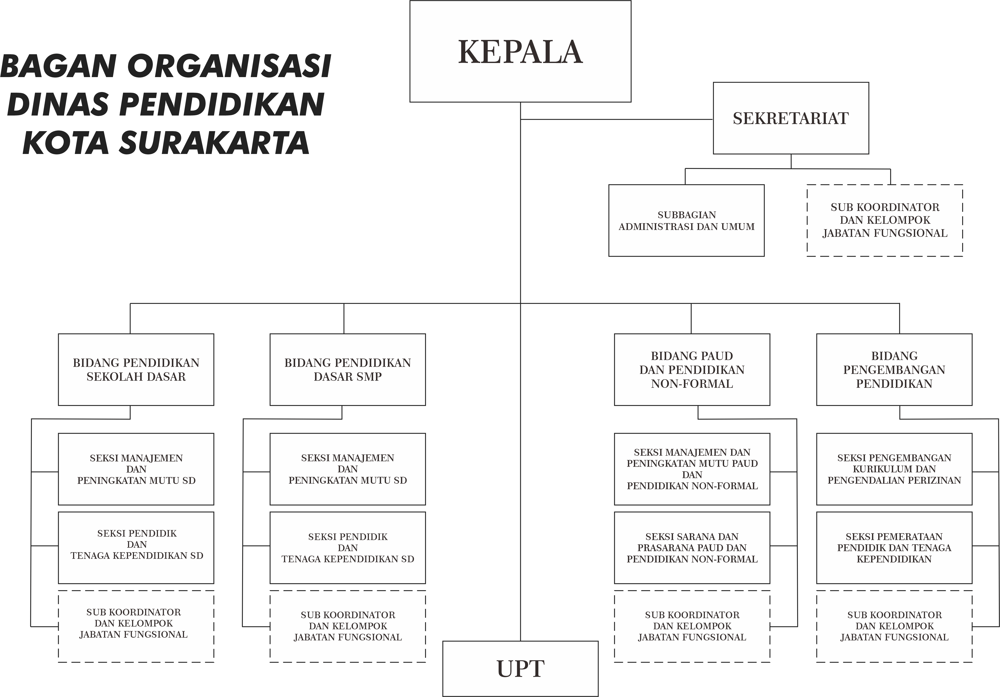 BAGAN ORGANISASI
DINAS PENDIDIKAN
KOTA SURAKARTA
KEPALA
SEKRETARIAT
SUBBAGIAN
ADMINISTRASI DAN UMUM
SUB KOORDINATOR
DAN KELOMPOK
JABATAN FUNGSIONAL
BIDANG PENDIDIKAN
SEKOLAH DASAR
BIDANG PENDIDIKAN
DASAR SMP
BIDANG PAUD
DAN PENDIDIKAN
NON-FORMAL
BIDANG
PENGEMBANGAN
PENDIDIKAN
SEKSI MANAJEMEN
DAN
PENINGKATAN MUTU SD
SEKSI MANAJEMEN
DAN
PENINGKATAN MUTU SD
SEKSI MANAJEMEN DAN
PENINGKATAN MUTU PAUD
DAN
PENDIDIKAN NON-FORMAL
SEKSI PENGEMBANGAN
KURIKULUM DAN
PENGENDALIAN PERIZINAN
SEKSI PENDIDIK
DAN
TENAGA KEPENDIDIKAN SD
SEKSI PENDIDIK
DAN
TENAGA KEPENDIDIKAN SD
SEKSI SARANA DAN
PRASARANA PAUD DAN
PENDIDIKAN NON-FORMAL
SEKSI PEMERATAAN
PENDIDIK DAN TENAGA
KEPENDIDIKAN
SUB KOORDINATOR
DAN KELOMPOK
JABATAN FUNGSIONAL
SUB KOORDINATOR
DAN KELOMPOK
JABATAN FUNGSIONAL
SUB KOORDINATOR
DAN KELOMPOK
JABATAN FUNGSIONAL
SUB KOORDINATOR
DAN KELOMPOK
JABATAN FUNGSIONAL
UPT